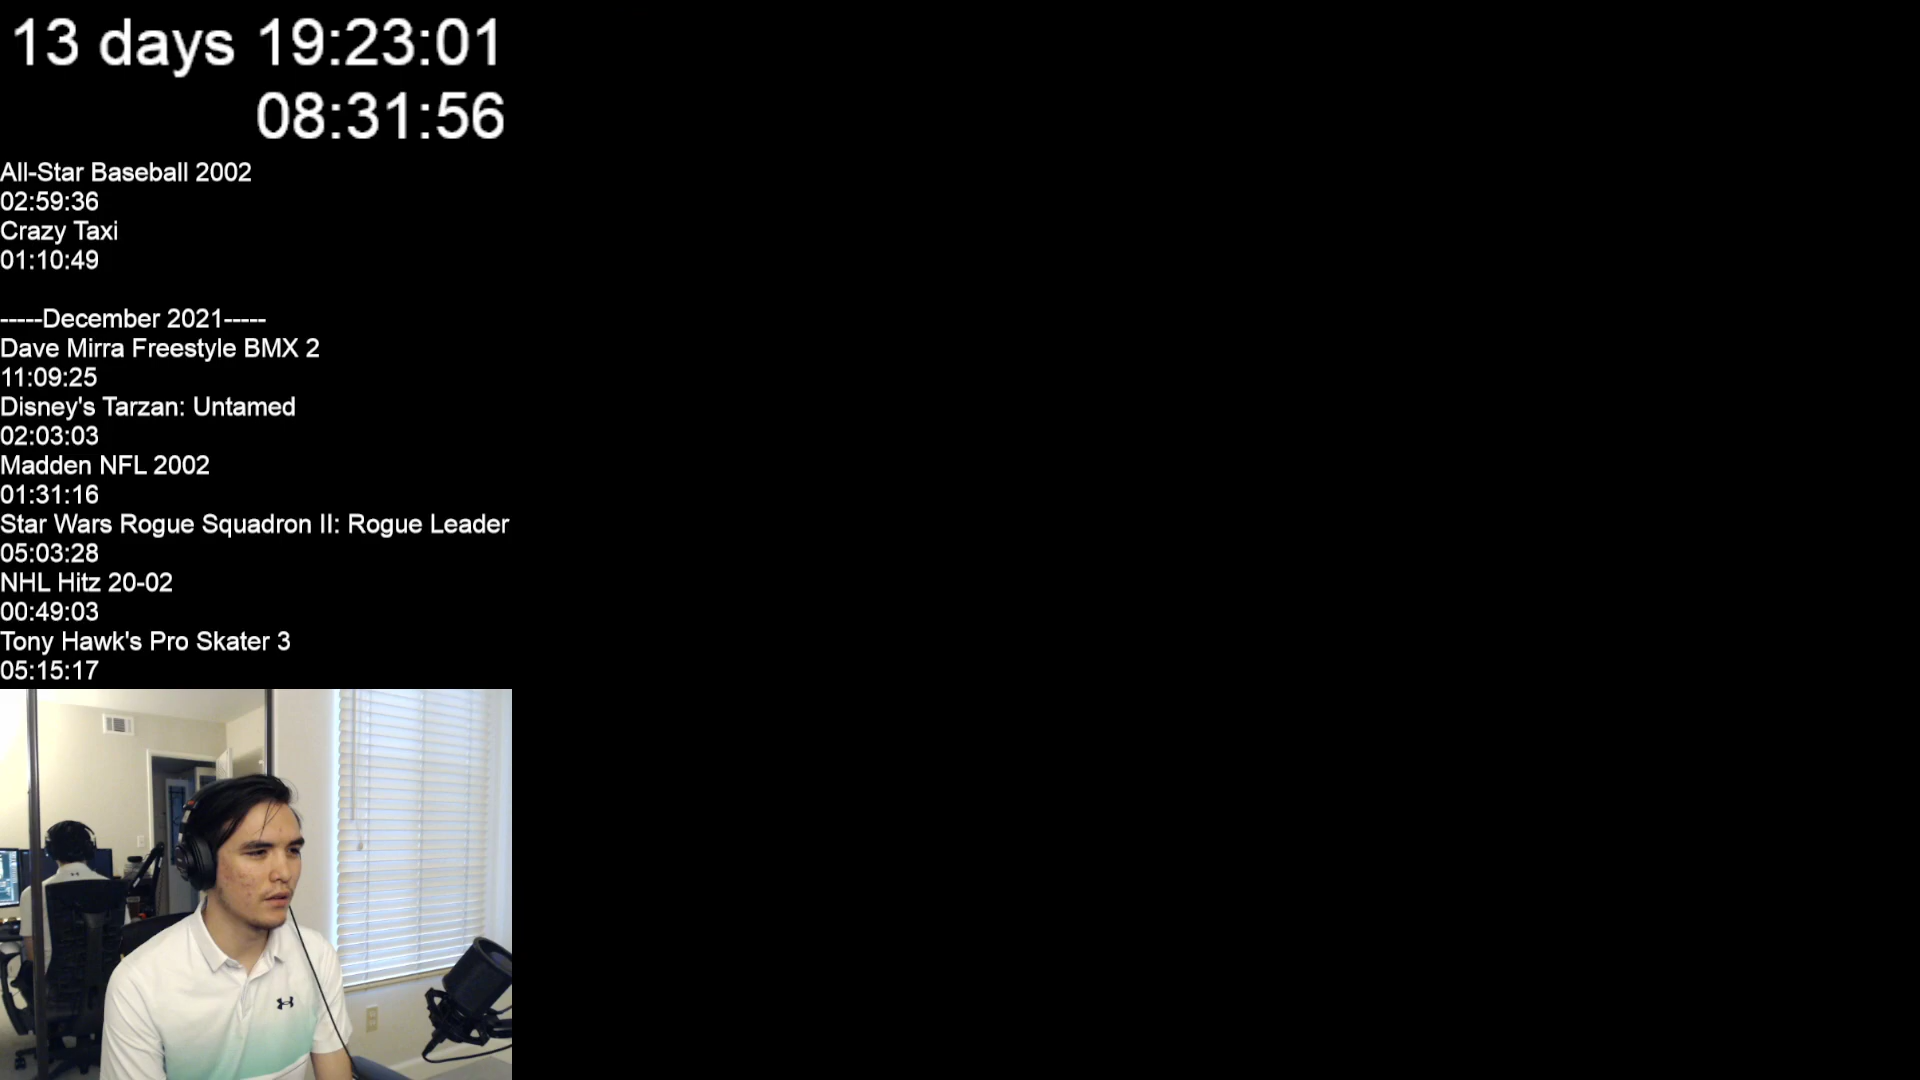 13 days 19:23:01
08:31:56
All-Star Baseball 2002
02:59:36
Crazy Taxi
01:10:49
-----December 2021-----
Dave Mirra Freestyle BMX 2
11:09:25
Disney's Tarzan: Untamed
02:03:03
Madden NFL 2002
01:31:16
Star Wars Rogue Squadron II: Rogue Leader
05:03:28
NHL Hitz 20-02
00:49:03
Tony Hawk's Pro Skater 3
05:15:17